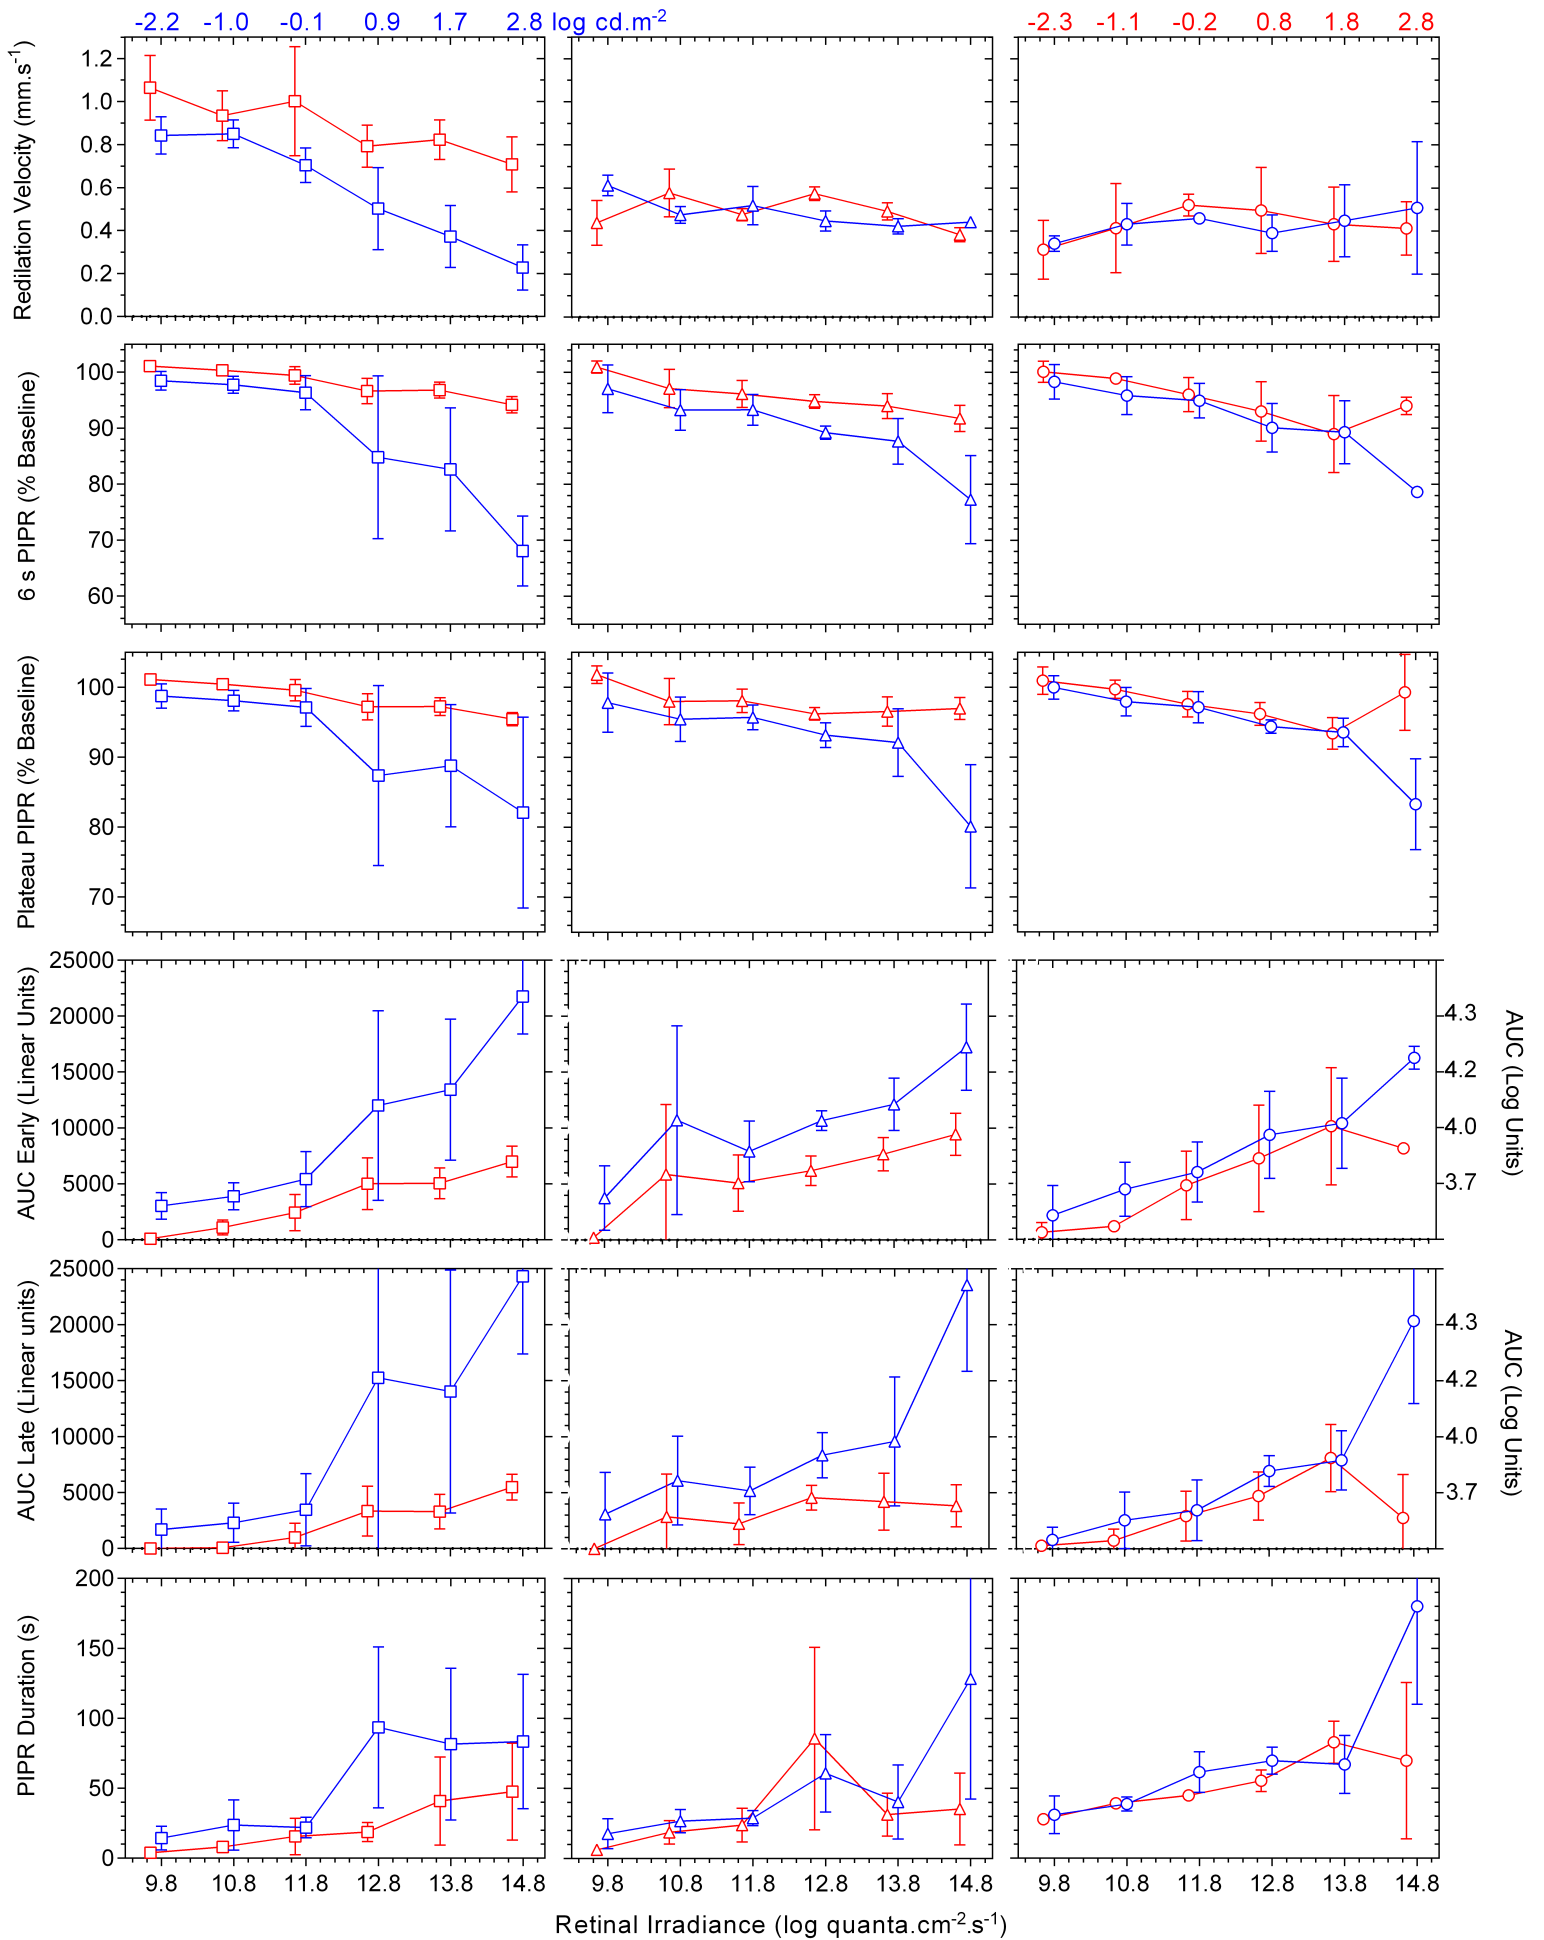 -2.2 -1.0 -0.1 0.9 1.7 2.8 log cd.m-2
-2.3 -1.1 -0.2 0.8 1.8 2.8
Redilation Velocity (mm.s-1)
1.2
1.0
0.8
0.6
0.4
0.2
0.0
6 s PIPR (% Baseline)
100
90
80
70
60
Plateau PIPR (% Baseline)
100
90
80
70
AUC Early (Linear Units)
25000
20000
15000
10000
5000
0
4.3
4.2
4.0
3.7
AUC (Log Units)
AUC Late (Linear units)
25000
20000
15000
10000
5000
0
4.3
4.2
4.0
3.7
AUC (Log Units)
PIPR Duration (s)
200
150
100
50
0
9.8 10.8 11.8 12.8 13.8 14.8
9.8 10.8 11.8 12.8 13.8 14.8
9.8 10.8 11.8 12.8 13.8 14.8
Retinal Irradiance (log quanta.cm-2.s-1)